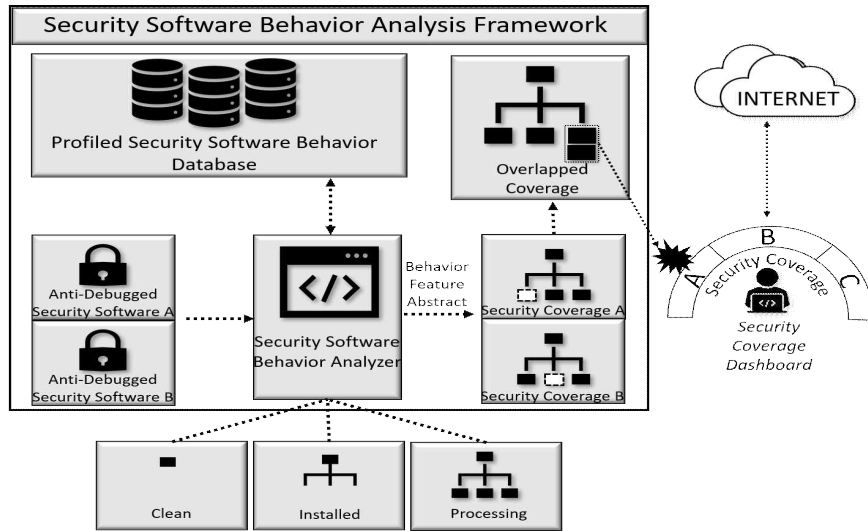 Security Software Behavior Analysis Framework
Profiled Security Software Behavior
Database
Overlapped
Coverage
INTERNET
Anti-Debugged
Security Software A
Anti-Debugged
Security Software B
</>
Security Software
Behavior Analyzer
Behavior
Feature
Abstract
Security Coverage A
Security Coverage B
A
B
C
Security Coverage
</>
Security
Coverage
Dashboard
Clean
Installed
Processing